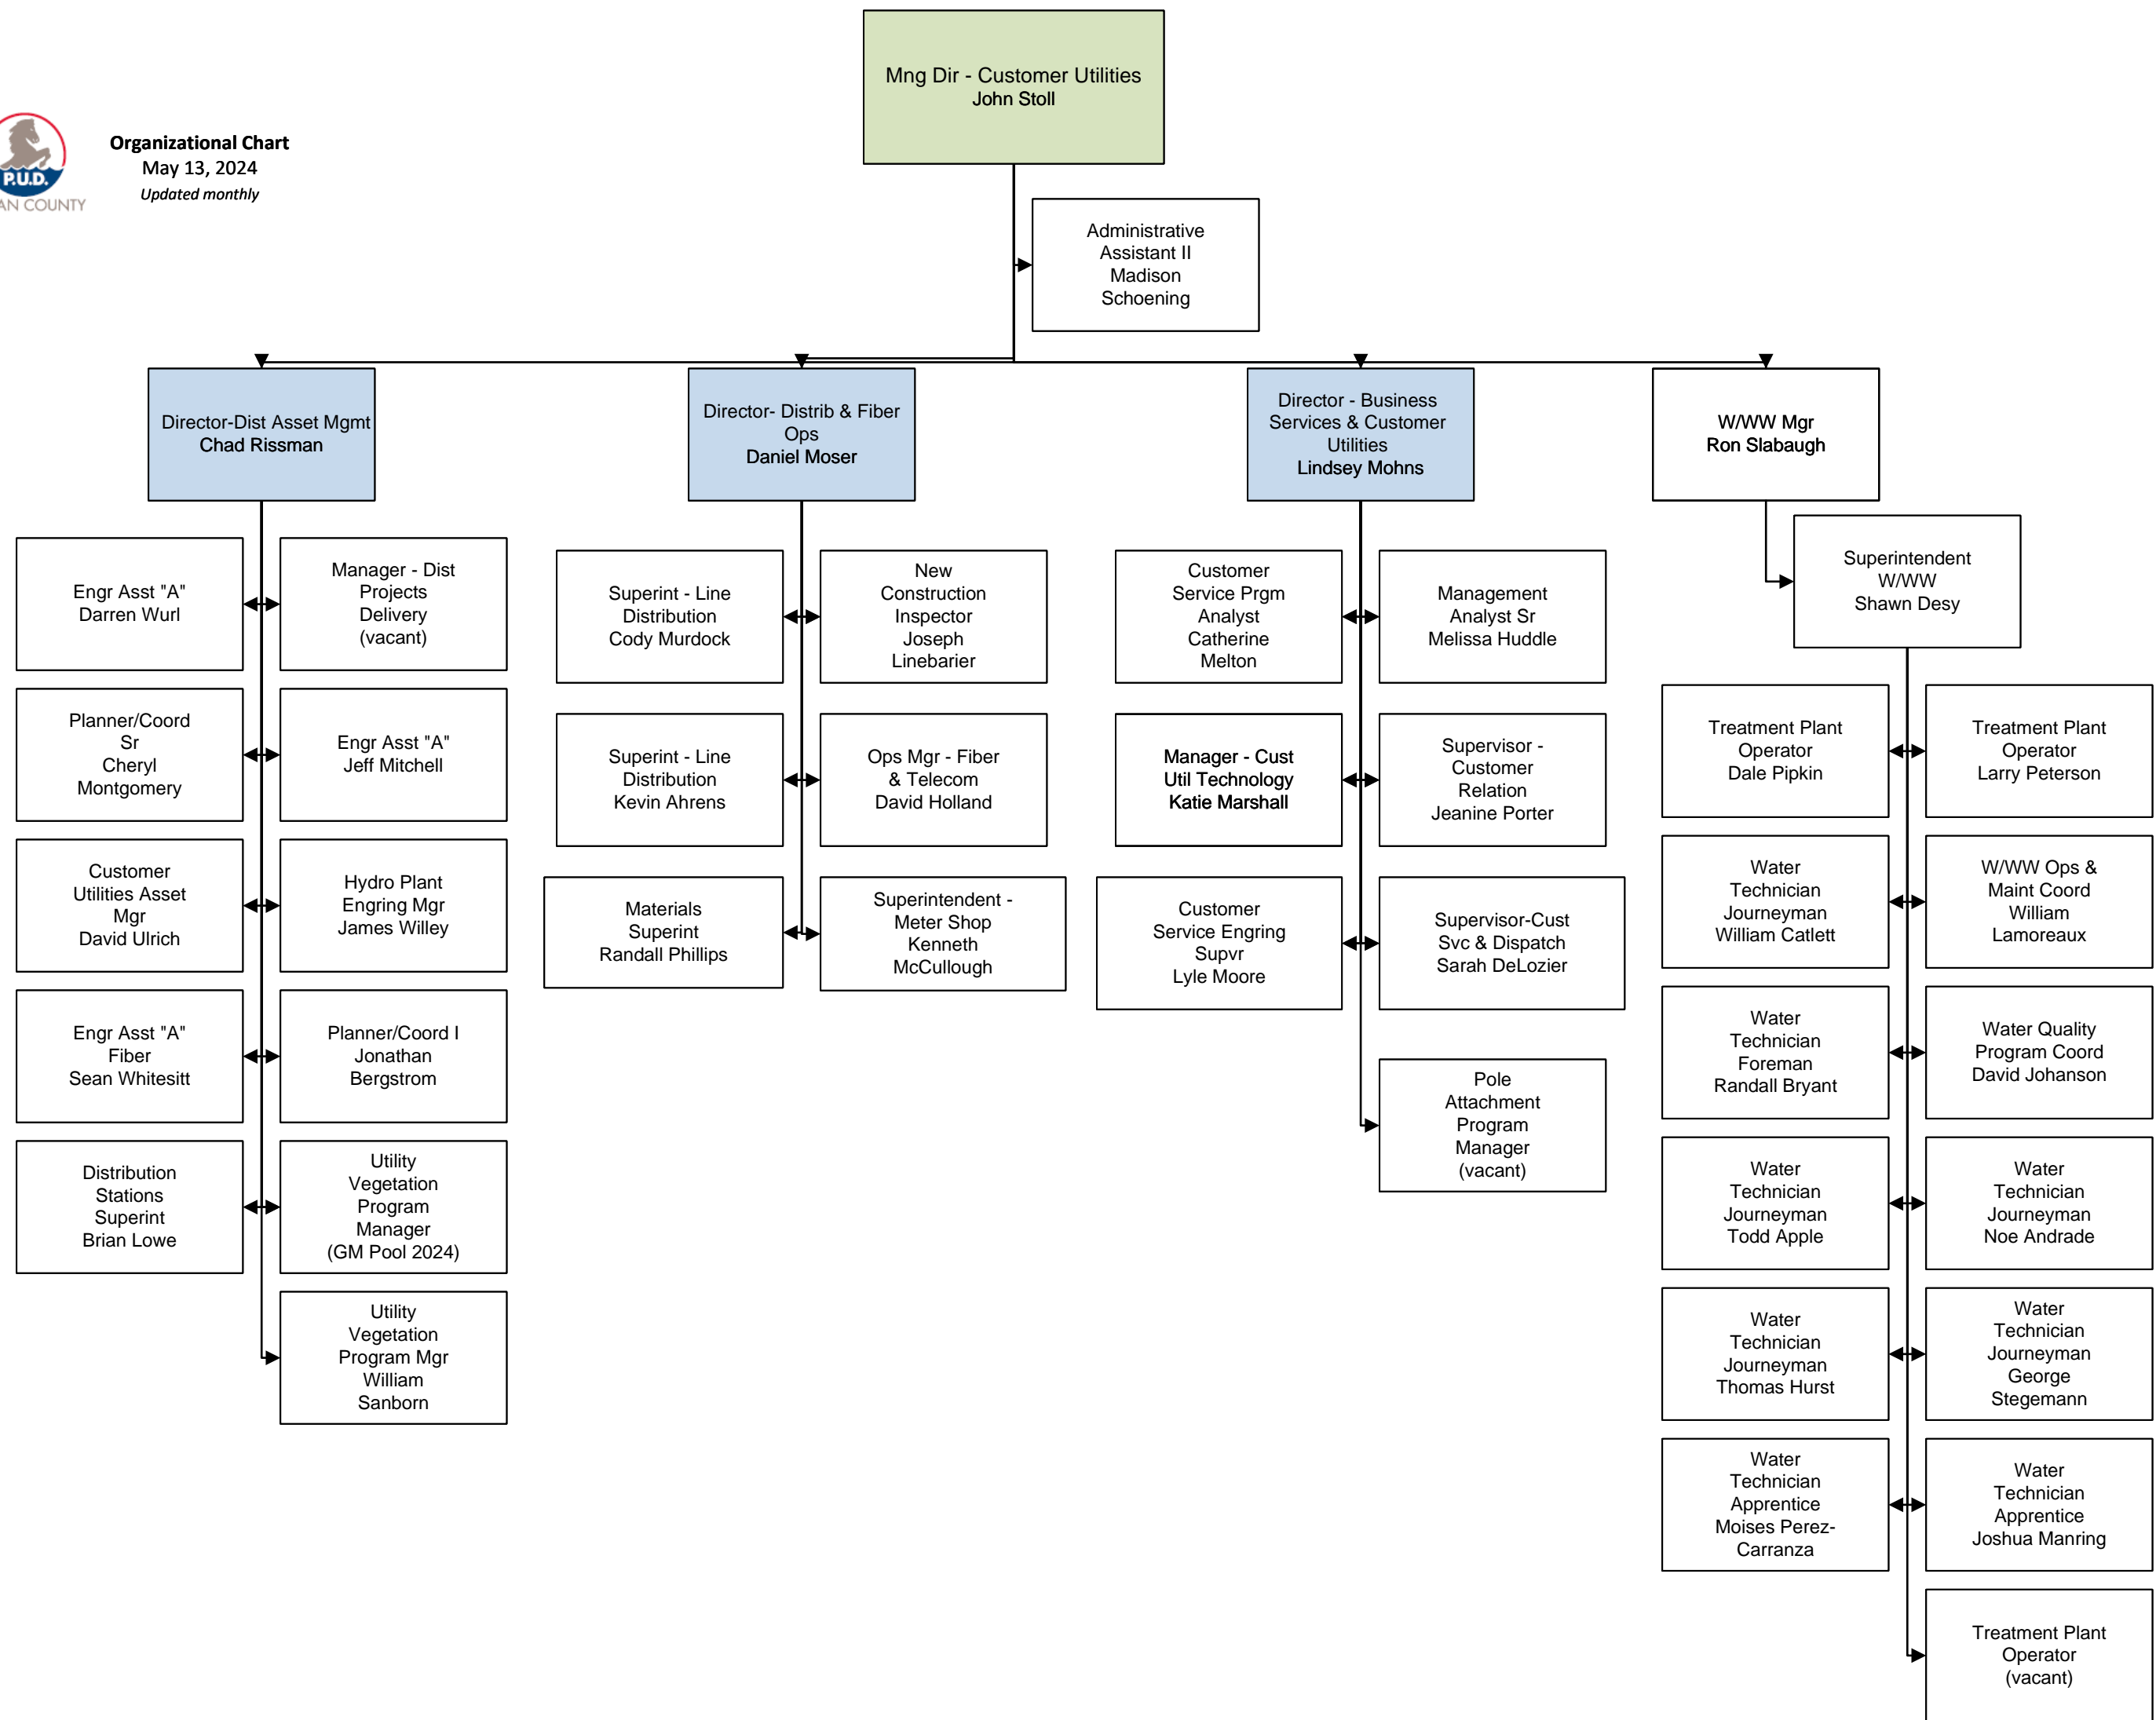 Mng Dir - Customer Utilities
John Stoll
P.U.D.
AN COUNTY
Organizational Chart
May 13, 2024
Updated monthly
Administrative
Assistant II
Madison
Schoening
Director-Dist Asset Mgmt
Chad Rissman
Director- Distrib & Fiber
Ops
Daniel Moser
Director - Business
Services & Customer
Utilities
Lindsey Mohns
W/WW Mgr
Ron Slabaugh
Engr Asst "A"
Darren Wurl
Manager - Dist
Projects
Delivery
(vacant)
Planner/Coord
Sr
Cheryl
Montgomery
Engr Asst "A"
Jeff Mitchell
Customer
Utilities Asset
Mgr
David Ulrich
Hydro Plant
Engring Mgr
James Willey
Engr Asst "A"
Fiber
Sean Whitesitt
Planner/Coord I
Jonathan
Bergstrom
Distribution
Stations
Superint
Brian Lowe
Utility
Vegetation
Program
Manager
(GM Pool 2024)
Utility
Vegetation
Program Mgr
William
Sanborn
Superint - Line
Distribution
Cody Murdock
New
Construction
Inspector
Joseph
Linebarier
Superint - Line
Distribution
Kevin Ahrens
Ops Mgr - Fiber
& Telecom
David Holland
Materials
Superint
Randall Phillips
Superintendent -
Meter Shop
Kenneth
McCullough
Customer
Service Prgm
Analyst
Catherine
Melton
Management
Analyst Sr
Melissa Huddle
Manager - Cust
Util Technology
Katie Marshall
Supervisor -
Customer
Relation
Jeanine Porter
Customer
Service Engring
Supvr
Lyle Moore
Supervisor-Cust
Svc & Dispatch
Sarah DeLozier
Pole
Attachment
Program
Manager
(vacant)
Superintendent
W/WW
Shawn Desy
Treatment Plant
Operator
Dale Pipkin
Treatment Plant
Operator
Larry Peterson
Water
Technician
Journeyman
William Catlett
W/WW Ops &
Maint Coord
William
Lamoreaux
Water
Technician
Foreman
Randall Bryant
Water Quality
Program Coord
David Johanson
Water
Technician
Journeyman
Todd Apple
Water
Technician
Journeyman
Noe Andrade
Water
Technician
Journeyman
Thomas Hurst
Water
Technician
Journeyman
George
Stegemann
Water
Technician
Apprentice
Moises Perez-
Carranza
Water
Technician
Apprentice
Joshua Manring
Treatment Plant
Operator
(vacant)